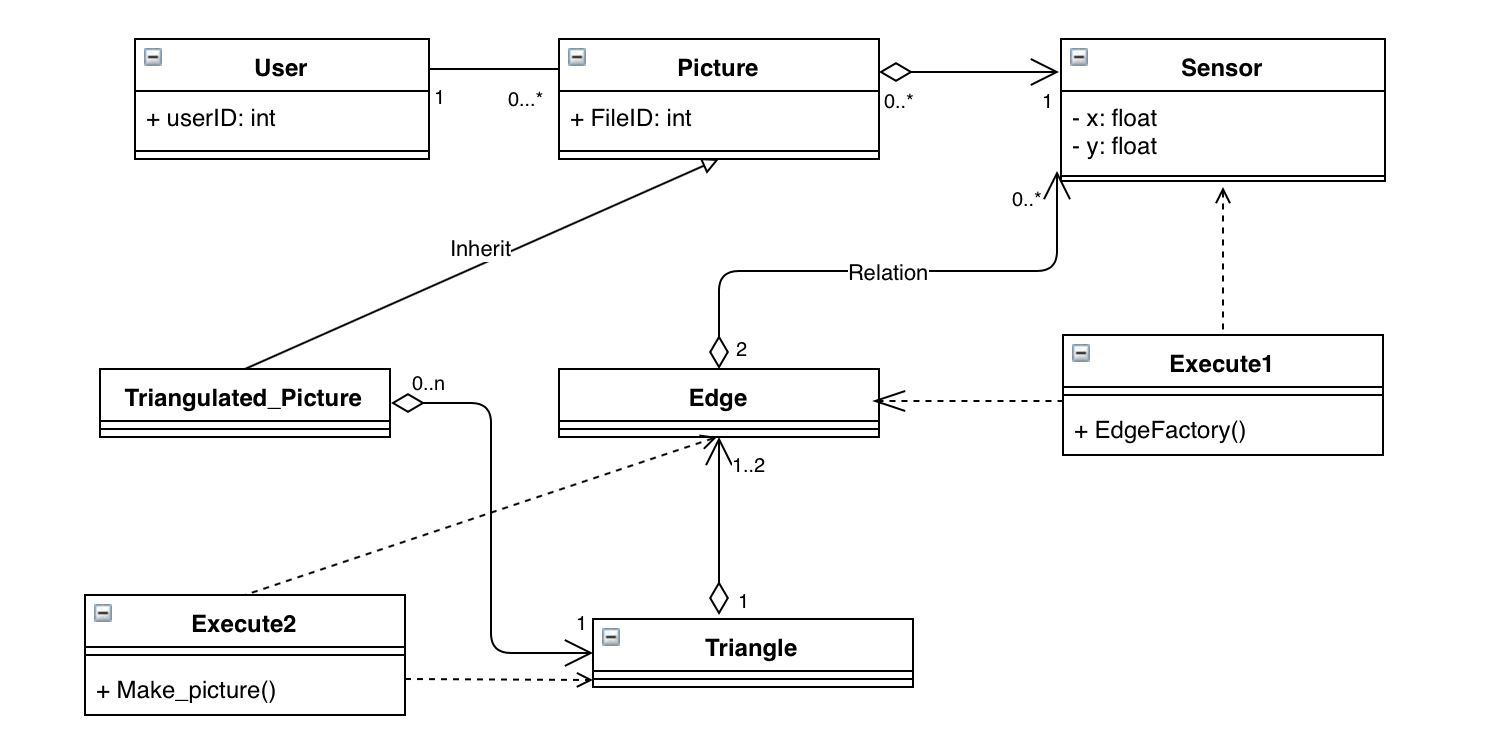 User
+ userID: int
1
0...*
Picture
+ FileID: int
0..*
1
Sensor
- x: float
- y: float
0..*
Inherit
Relation
2
Triangulated_Picture
0..n
Edge
1..2
Execute1
+ EdgeFactory()
Execute2
+ Make_picture()
1
1
Triangle